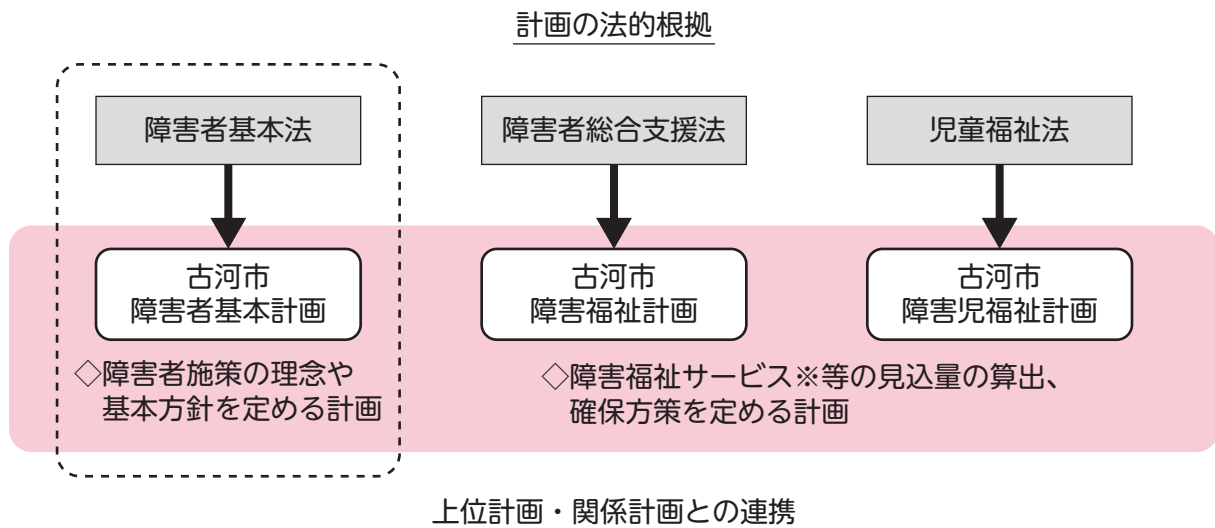 計画の法的根拠
障害者基本法
障害者総合支援法
児童福祉法
古河市
障害者基本計画
古河市
障害福祉計画
古河市
障害児福祉計画
◇障害者施策の理念や
基本方針を定める計画
◇障害福祉サービス※等の見込量の算出、
確保方策を定める計画
上位計画・関係計画との連携